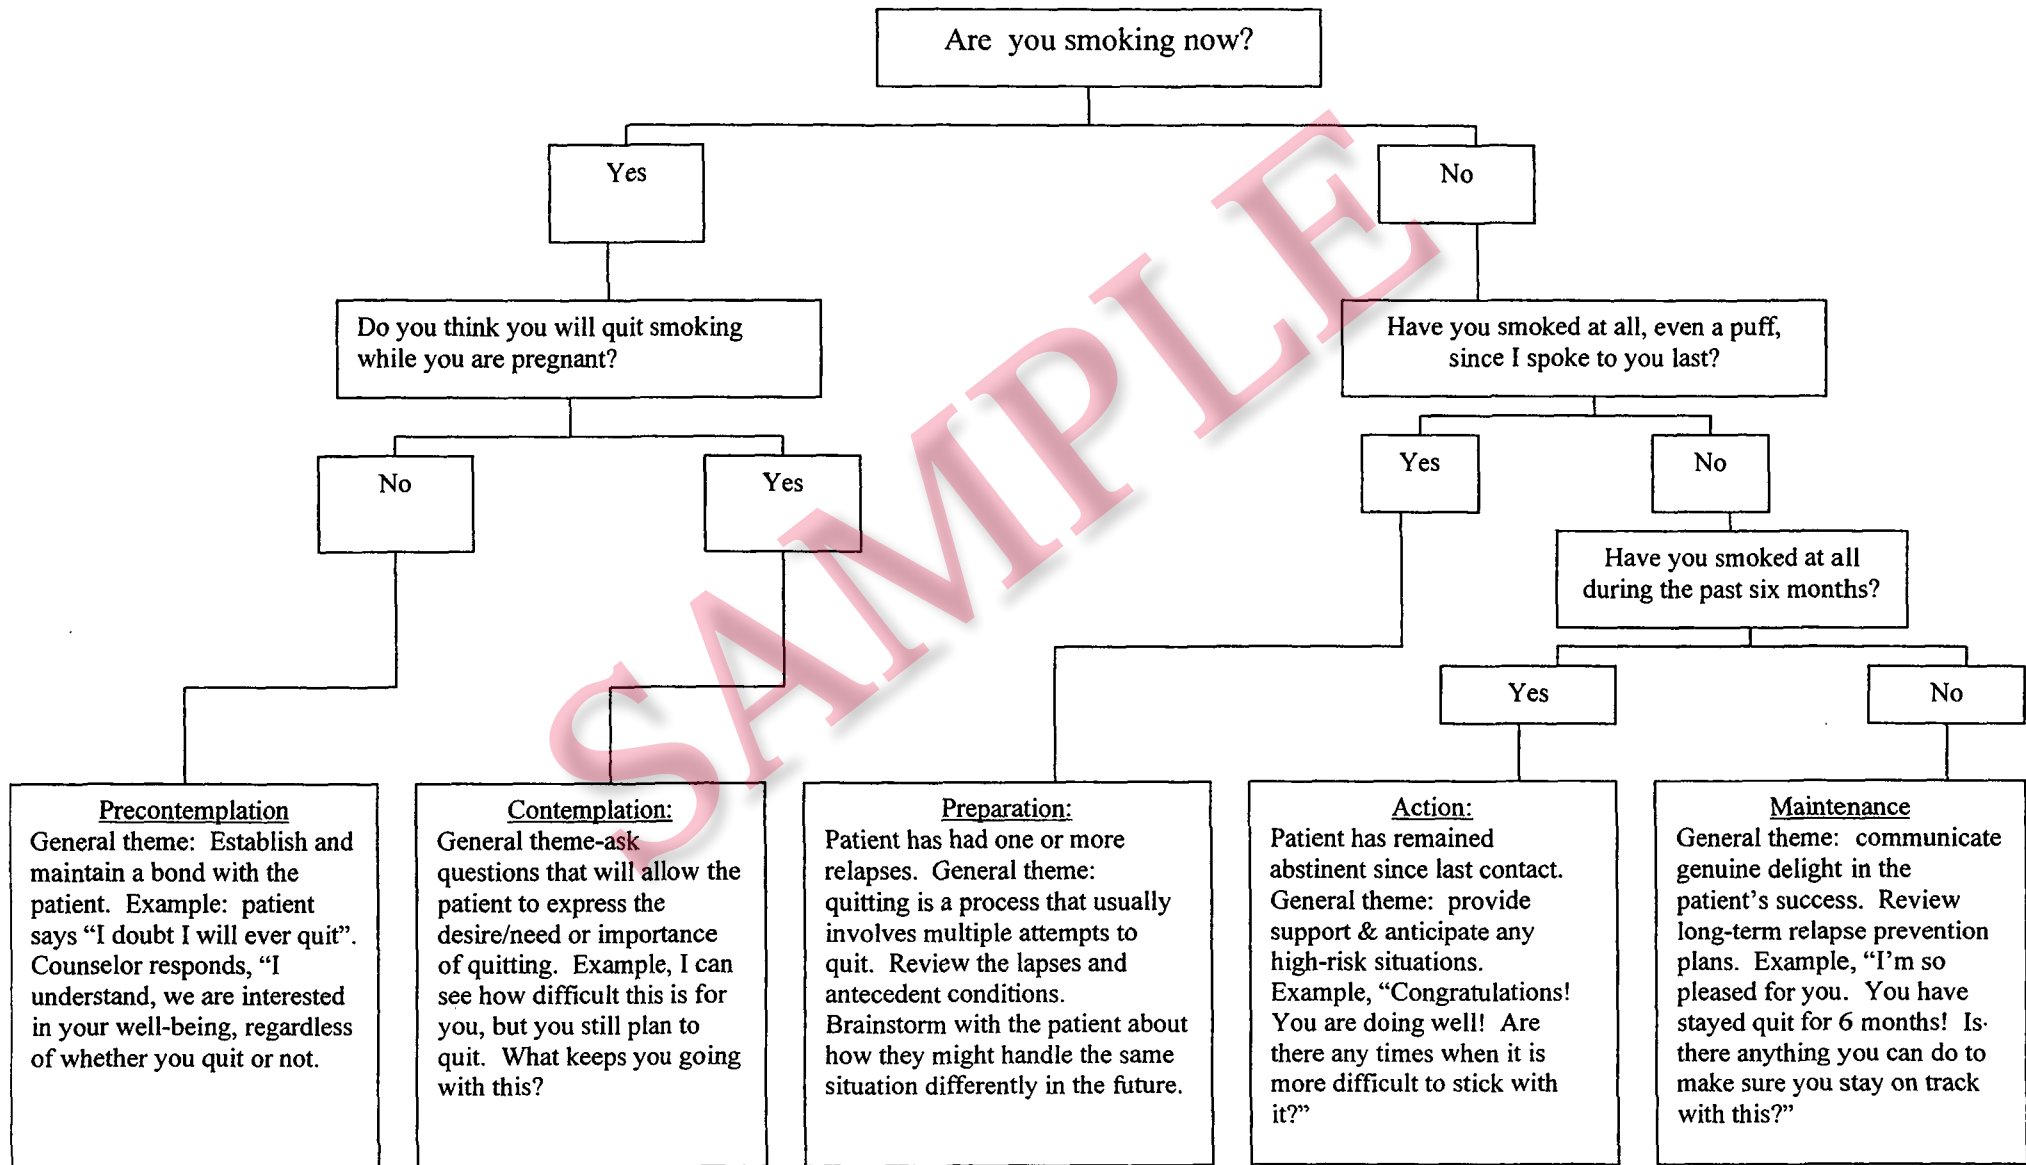 Are you smoking now?
Yes
No
Do you think you will quit smoking
while you are pregnant?
Have you smoked at all, even a puff,
since I spoke to you last?
No
Yes
Yes
No
Have you smoked at all
during the past six months?
Yes
No
Precontemplation
General theme: Establish and
maintain a bond with the
patient. Example: patient
says “I doubt I will ever quit”.
Counselor responds, “I
understand, we are interested
in your well-being, regardless
of whether you quit or not.
Contemplation:
General theme-ask
questions that will allow the
patient to express the
desire/need or importance
of quitting. Example, I can
see how difficult this is for
you, but you still plan to
quit. What keeps you going
with this?
Preparation:
Patient has had one or more
relapses. General theme:
quitting is a process that usually
involves multiple attempts to
quit. Review the lapses and
antecedent conditions.
Brainstorm with the patient about
how they might handle the same
situation differently in the future.
Action:
Patient has remained
abstinent since last contact.
General theme: provide
support & anticipate any
high-risk situations.
Example, “Congratulations!
You are doing well! Are
there any times when it is
more difficult to stick with
it?”
Maintenance
General theme: communicate
genuine delight in the
patient’s success. Review
long-term relapse prevention
plans. Example, “I’m so
pleased for you. You have
stayed quit for 6 months! Is
there anything you can do to
make sure you stay on track
with this?”
SAMPLE